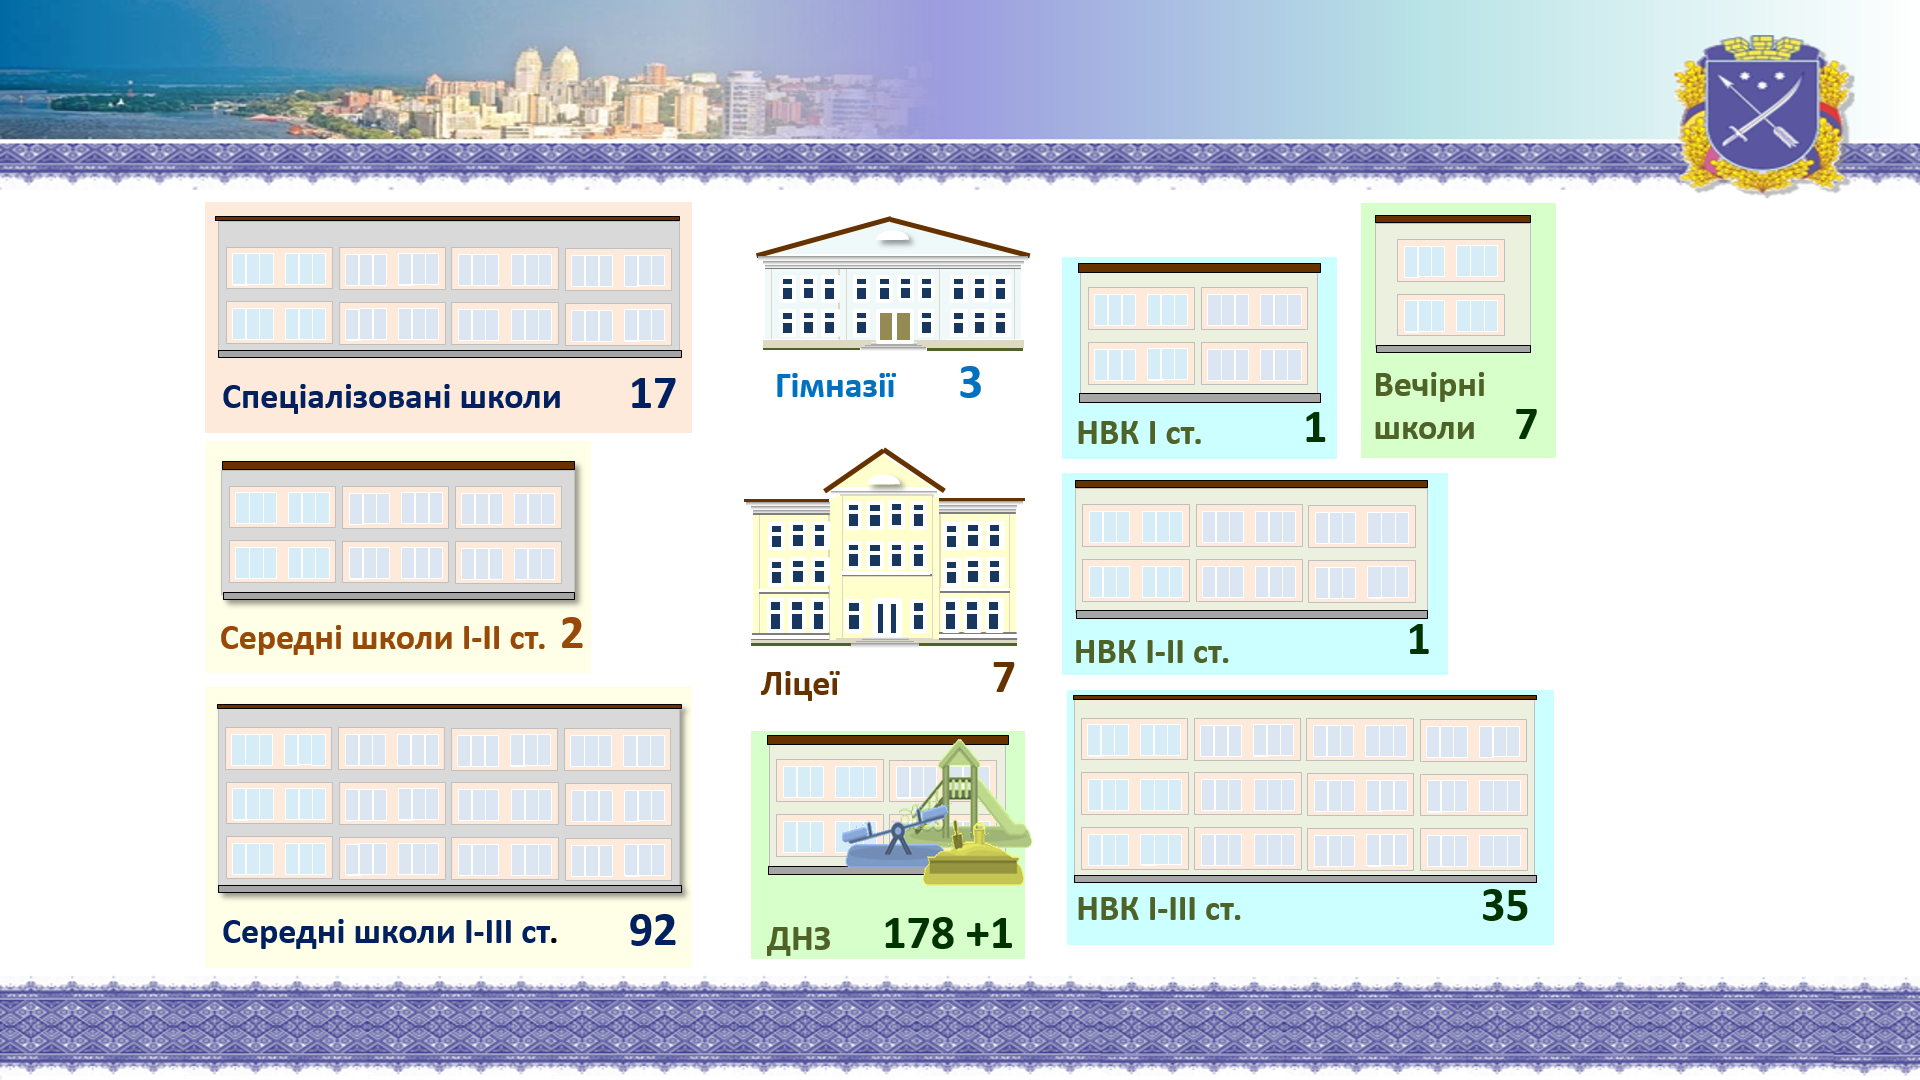 Спеціалізовані школи 17
Середні школи І-ІІ ст. 2
Середні школи І-ІІІ ст. 92
Гімназії 3
Ліцеї 7
ДНЗ 178 +1
НВК І ст. 1
НВК І-ІІ ст. 1
НВК І-ІІІ ст. 35
Вечірні
школи 7